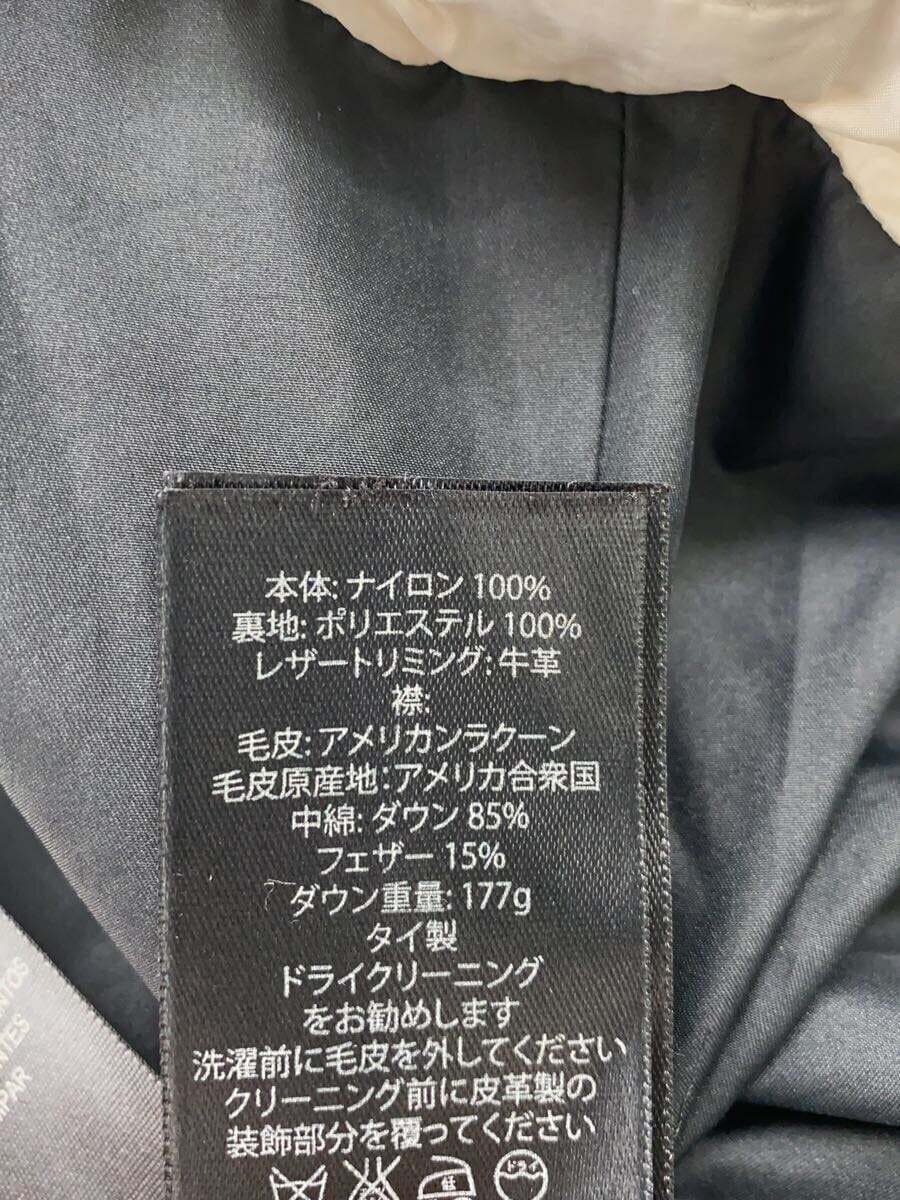 本体: ナイロン 100%
裏地: ポリエステル 100%
レザートリミング: 牛革
襟:
毛皮: アメリカンラクーン
毛皮原産地: アメリカ合衆国
中綿: ダウン 85%
フェザー 15%
ダウン重量: 177g
タイ製
ドライクリーニング
をお勧めします
洗濯前に毛皮を外してください
クリーニング前に皮革製の
装飾部分を覆ってください
低 ドライ